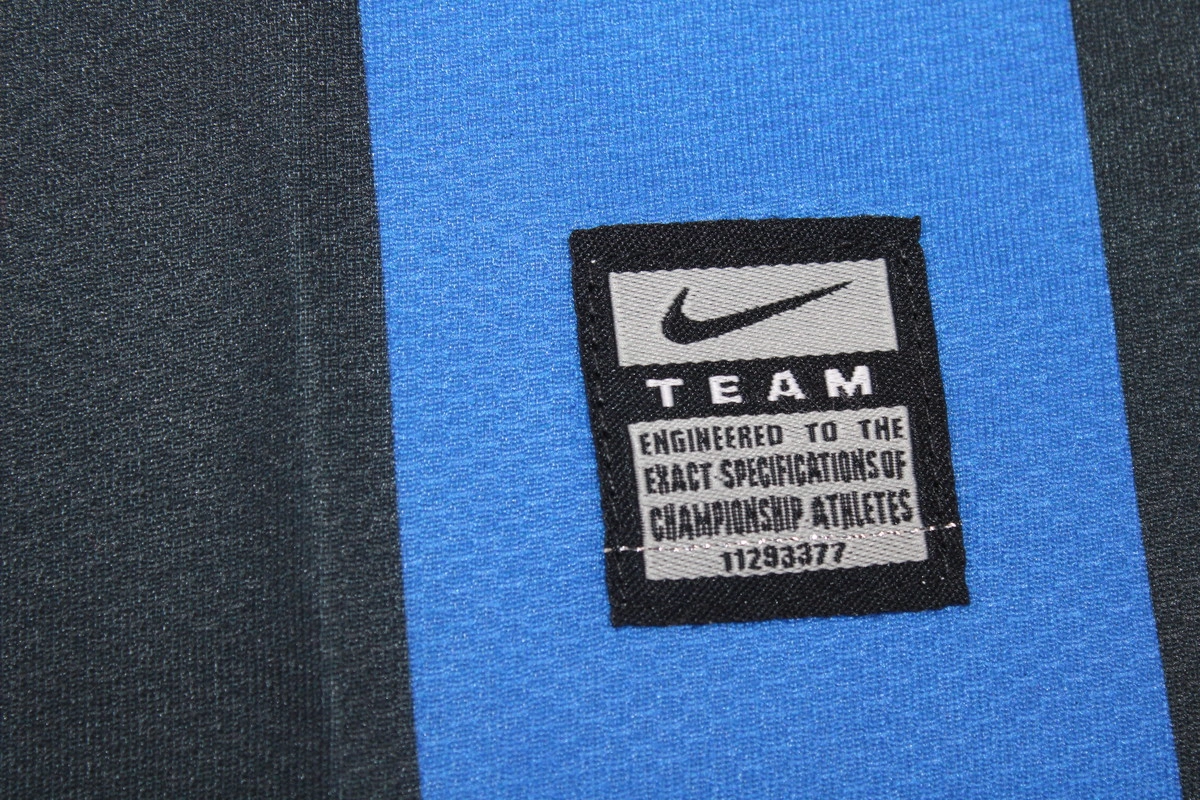 TEAM
ENGINEERED TO THE
EXACT SPECIFICATIONS OF
CHAMPIONSHIP ATHLETES
11293377